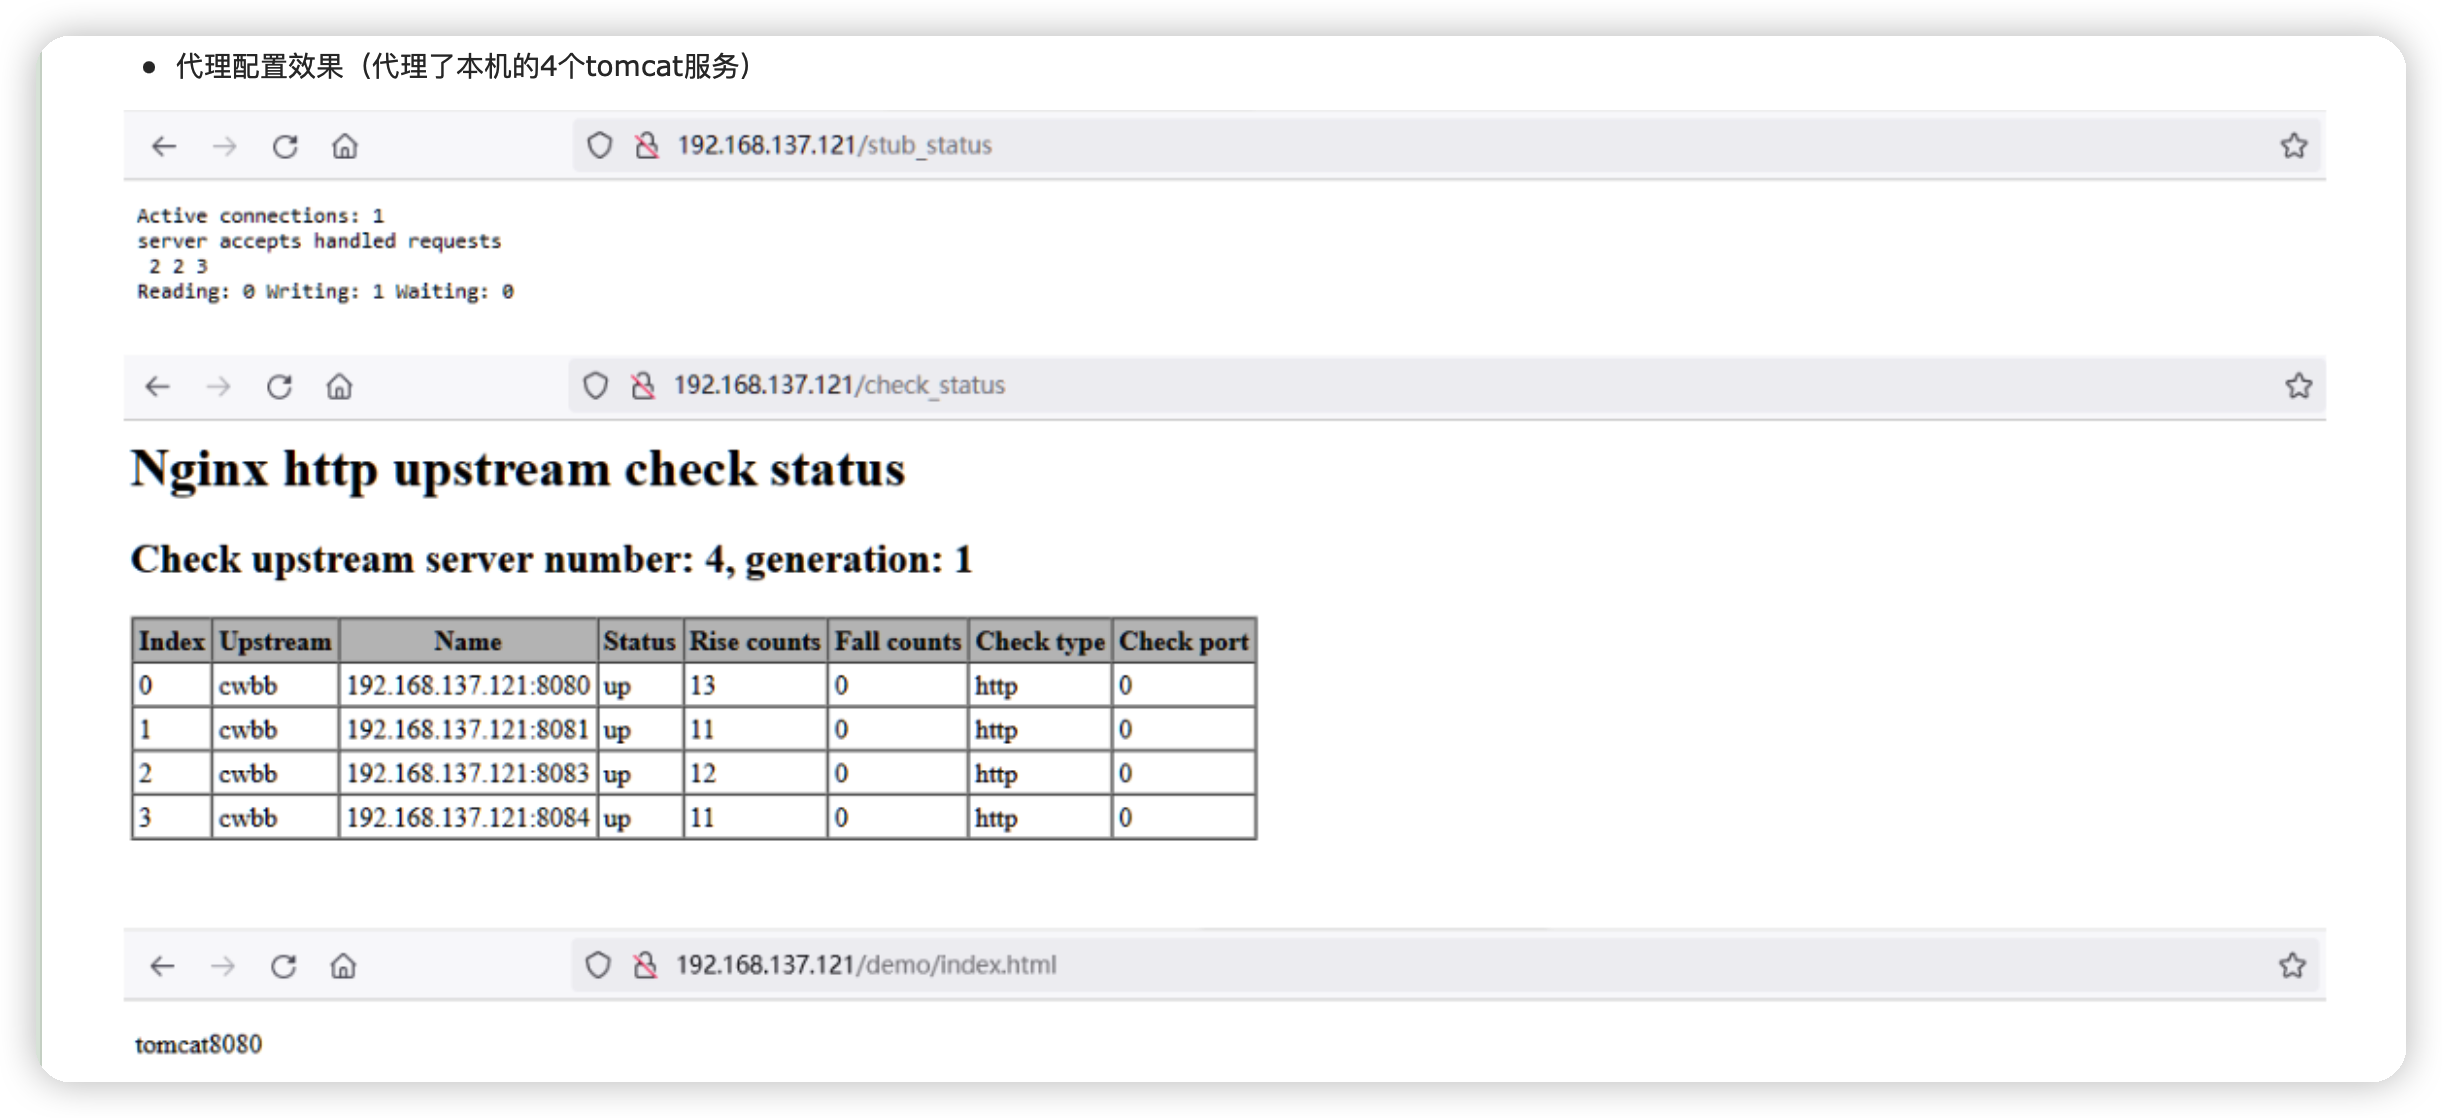 ● 代理配置效果（代理了本机的4个tomcat服务）
192.168.137.121/stub_status
Active connections: 1
server accepts handled requests
2 2 3
Reading: 0 Writing: 1 Waiting: 0
192.168.137.121/check_status
Nginx http upstream check status
Check upstream server number: 4, generation: 1
Index Upstream Name Status Rise counts Fall counts Check type Check port
0 cwbb 192.168.137.121:8080 up 13 0 http 0
1 cwbb 192.168.137.121:8081 up 11 0 http 0
2 cwbb 192.168.137.121:8083 up 12 0 http 0
3 cwbb 192.168.137.121:8084 up 11 0 http 0
192.168.137.121/demo/index.html
tomcat8080